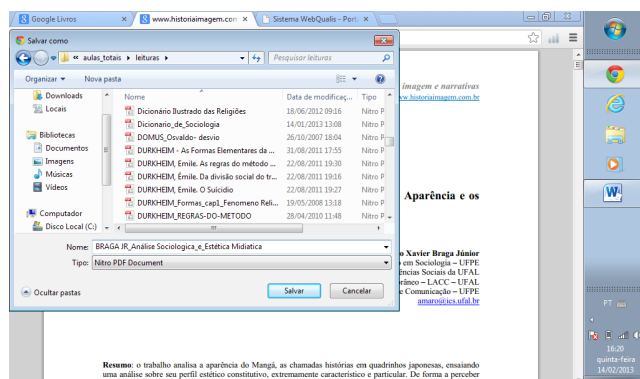 Google Livros
www.historiaimagem.con
Sistema WebQualis - Port
Salvar como
aulas_totais
leituras
Pesquisar leituras
Organizar
Nova pasta
Downloads
Locais
Bibliotecas
Documentos
Imagens
Músicas
Vídeos
Computador
Disco Local (C:)
Nome
Data de modificaç...
Tipo
Dicionário Ilustrado das Religiões
18/06/2012 09:16
Nitro P
Dicionario_de_Sociologia
14/01/2013 13:08
Nitro P
DOMUS_Osvaldo- desvio
26/10/2007 18:04
Nitro P
DURKHEIM - As Formas Elementares da ...
31/08/2011 17:55
Nitro P
DURKHEIM, Émile. As regras do método ...
22/08/2011 19:30
Nitro P
DURKHEIM, Émile. Da divisão social do tr...
22/08/2011 19:16
Nitro P
DURKHEIM, Émile. O Suicidio
22/08/2011 19:27
Nitro P
DURKHEIM_Formas_cap1_Fenomeno Reli...
19/05/2008 13:18
Nitro P
DURKHEIM_REGRAS-DO-METODO
28/04/2010 11:48
Nitro P
Nome:
BRAGA JR_Análise Sociologica_e_Estética Midiatica
Tipo:
Nitro PDF Document
Ocultar pastas
Salvar
Cancelar
imagem e narrativas
www.historiaimagem.com.br
Aparência e os
o Xavier Braga Júnior
em Sociologia – UFPE
ências Sociais da UFAL
orâneo – LACC – UFAL
e Comunicação – UFPE
amaro@ics.ufal.br
Resumo: o trabalho analisa a aparência do Mangá, as chamadas histórias em quadrinhos japonesas, ensaiando
uma análise sobre seu perfil estético constitutivo, extremamente característico e particular. De forma a perceber
PT
16:20
quinta-feira
14/02/2013